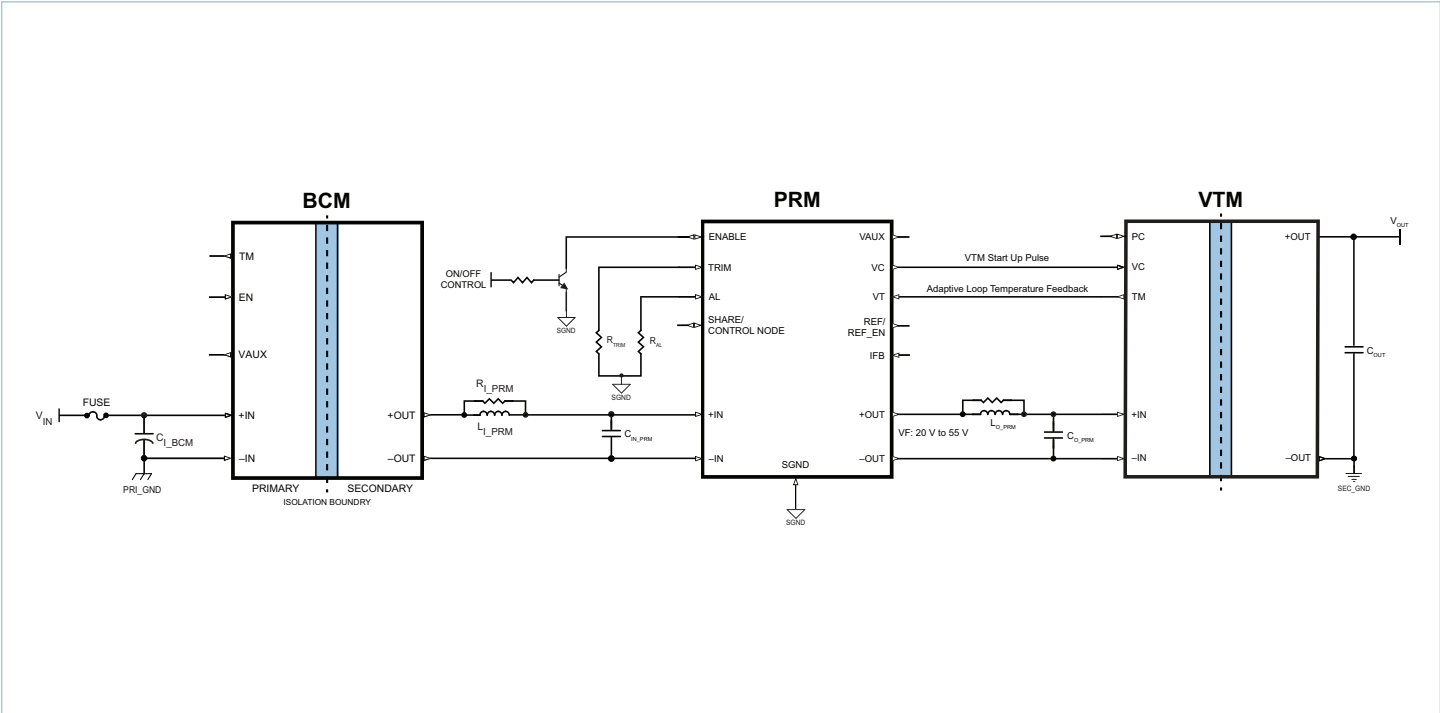 BCM
TM
EN
VAUX
+IN
–IN
+OUT
–OUT
PRIMARY
SECONDARY
ISOLATION BOUNDRY
V_IN
FUSE
C_I_BCM
PRI_GND
ON/OFF
CONTROL
SGND
R_TRIM
R_AL
SGND
R_I_PRM
L_I_PRM
C_IN_PRM
PRM
ENABLE
TRIM
AL
SHARE/
CONTROL NODE
+IN
–IN
VAUX
VC
VT
REF/
REF_EN
IFB
+OUT
–OUT
SGND
SGND
VTM Start Up Pulse
Adaptive Loop Temperature Feedback
VF: 20 V to 55 V
L_O_PRM
C_O_PRM
VTM
PC
VC
TM
+IN
–IN
+OUT
–OUT
V_OUT
C_OUT
SEC_GND